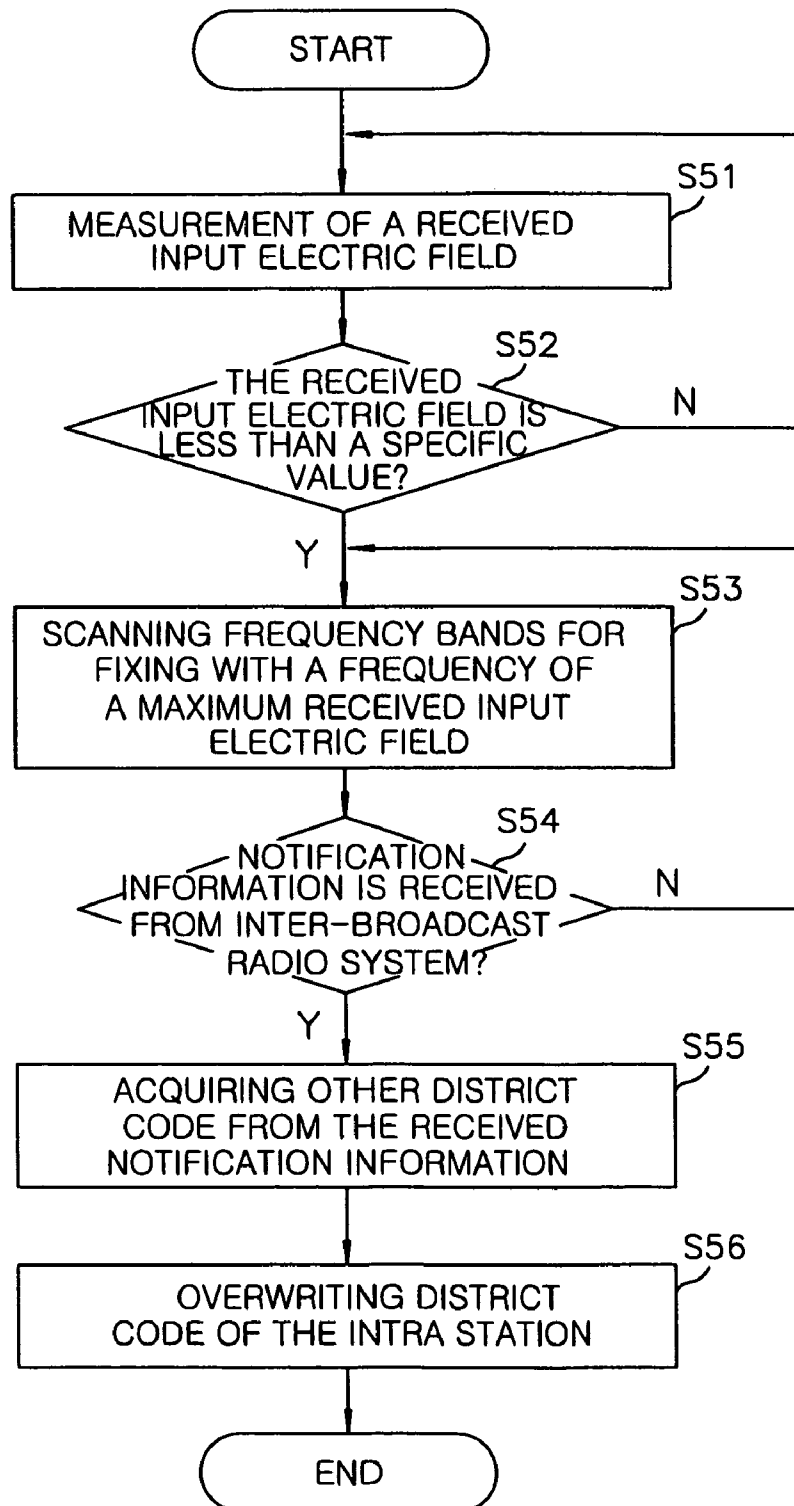 START
S51
MEASUREMENT OF A RECEIVED
INPUT ELECTRIC FIELD
S52
THE RECEIVED
INPUT ELECTRIC FIELD IS
LESS THAN A SPECIFIC
VALUE?
N
Y
S53
SCANNING FREQUENCY BANDS FOR
FIXING WITH A FREQUENCY OF
A MAXIMUM RECEIVED INPUT
ELECTRIC FIELD
S54
NOTIFICATION
INFORMATION IS RECEIVED
FROM INTER-BROADCAST
RADIO SYSTEM?
N
Y
S55
ACQUIRING OTHER DISTRICT
CODE FROM THE RECEIVED
NOTIFICATION INFORMATION
S56
OVERWRITING DISTRICT
CODE OF THE INTRA STATION
END